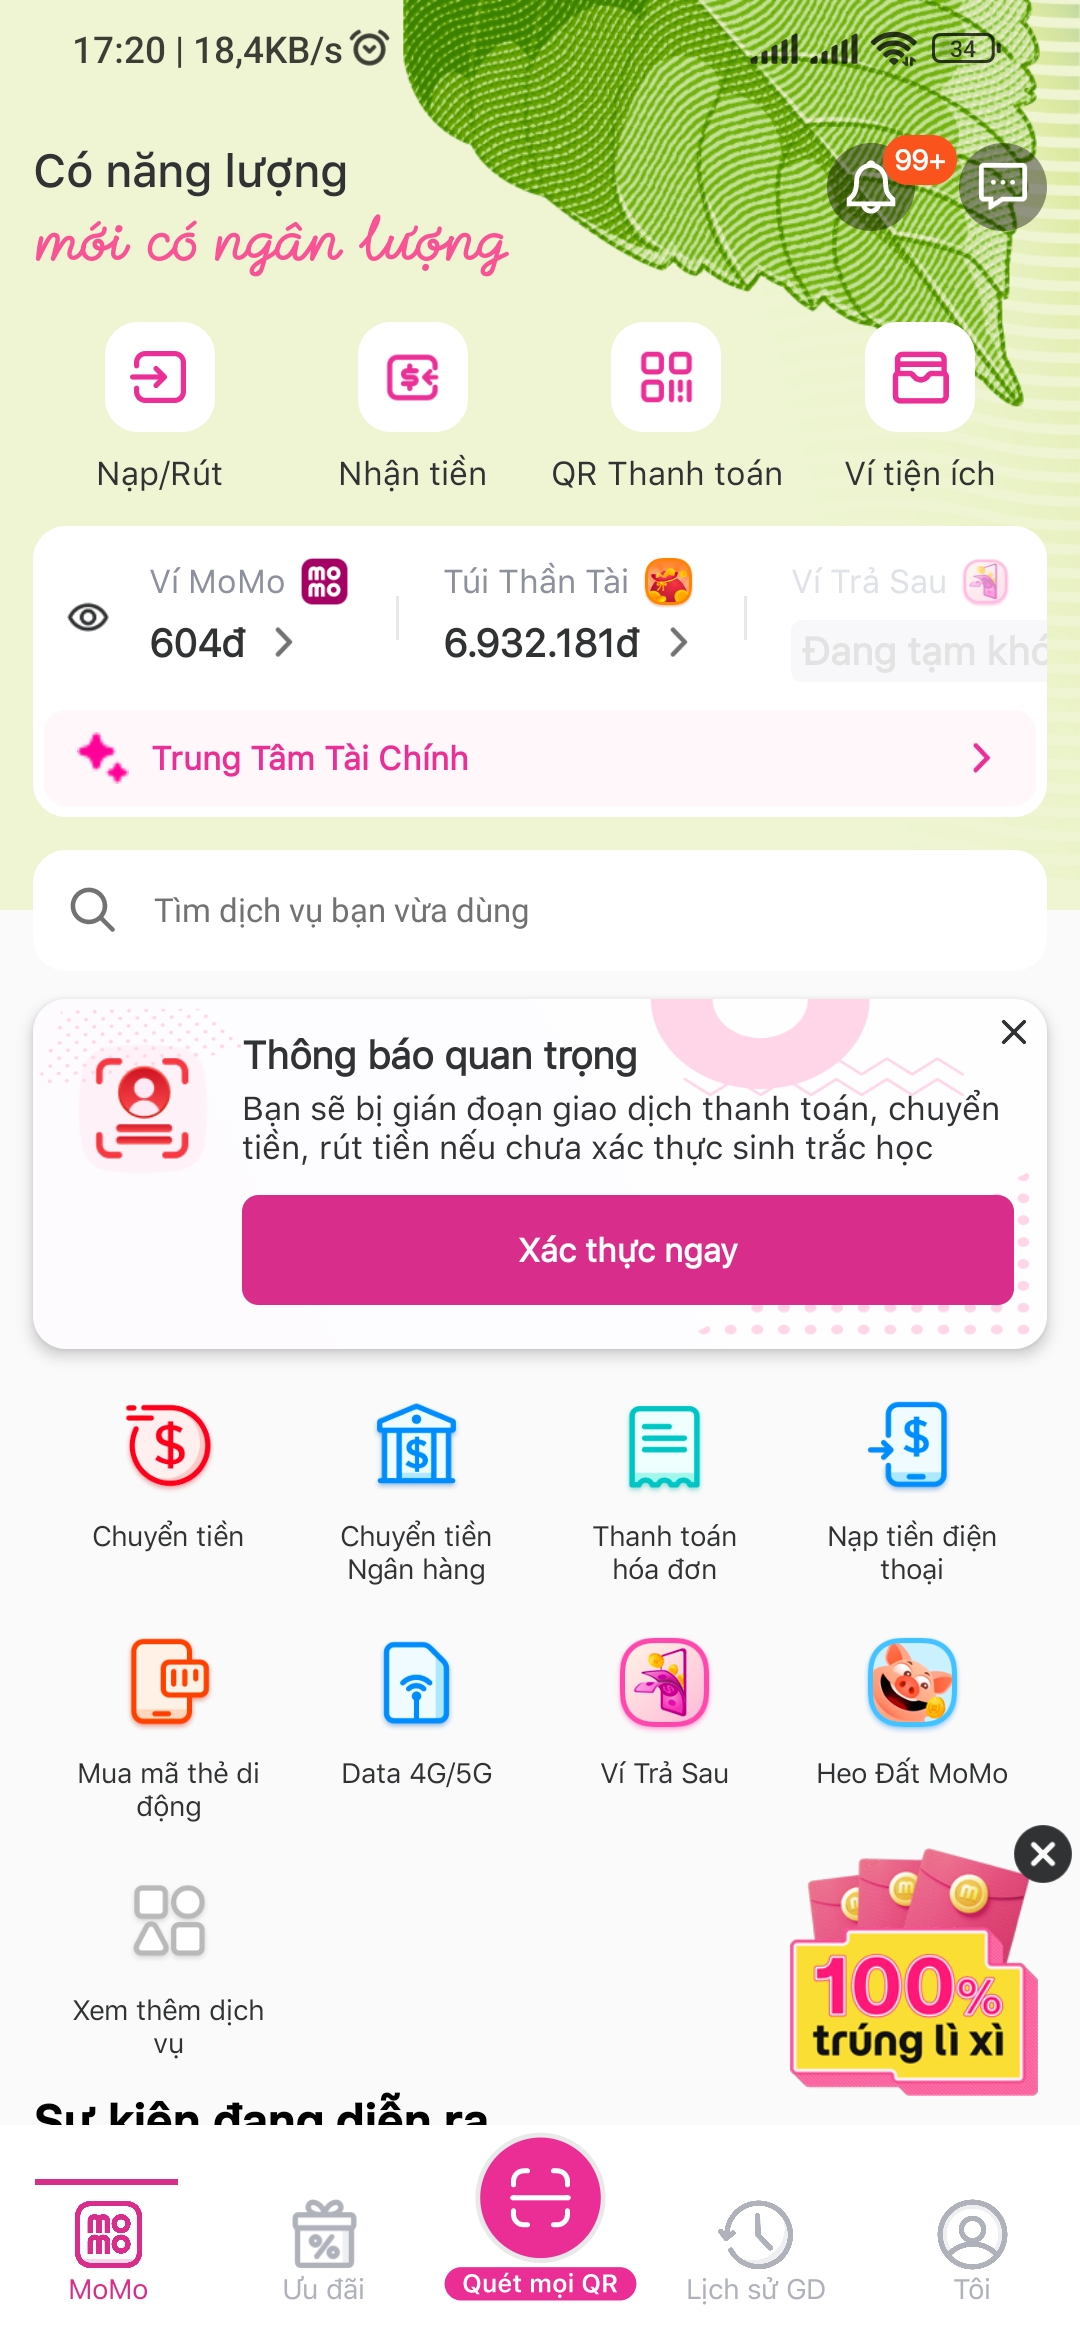 17:20 | 18,4KB/s
34
Có năng lượng
mới có ngân lượng
99+
Nạp/Rút
Nhận tiền
QR Thanh toán
Ví tiện ích
Ví MoMo
mo
mo
Túi Thần Tài
Ví Trả Sau
604đ
6.932.181đ
Đang tạm khó
Trung Tâm Tài Chính
Tìm dịch vụ bạn vừa dùng
Thông báo quan trọng
Bạn sẽ bị gián đoạn giao dịch thanh toán, chuyển
tiền, rút tiền nếu chưa xác thực sinh trắc học
Xác thực ngay
Chuyển tiền
Chuyển tiền
Ngân hàng
Thanh toán
hóa đơn
Nạp tiền điện
thoại
Mua mã thẻ di
động
Data 4G/5G
Ví Trả Sau
Heo Đất MoMo
Xem thêm dịch
vụ
100%
trúng lì xì
Sự kiện đang diễn ra
mo
mo
MoMo
Ưu đãi
Quét mọi QR
Lịch sử GD
Tôi